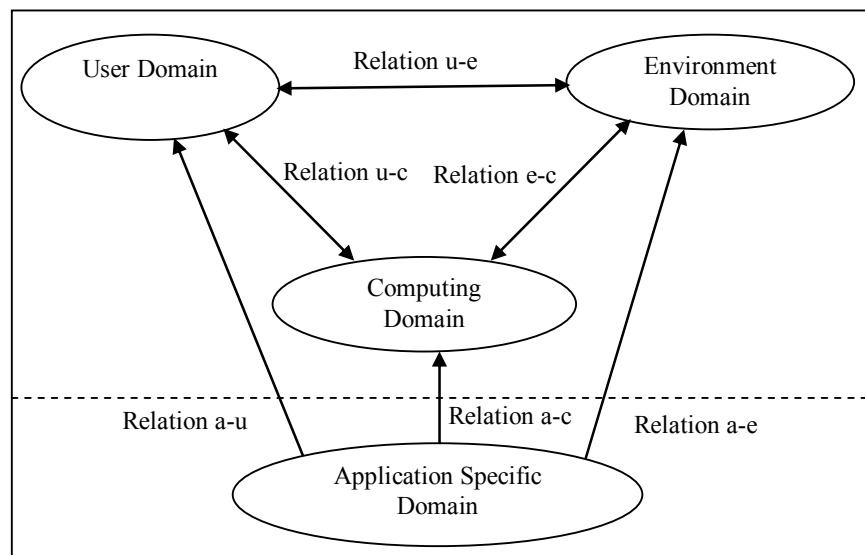 User Domain
Relation u-e
Environment
Domain
Relation u-c
Relation e-c
Computing
Domain
Relation a-u
Relation a-c
Relation a-e
Application Specific
Domain